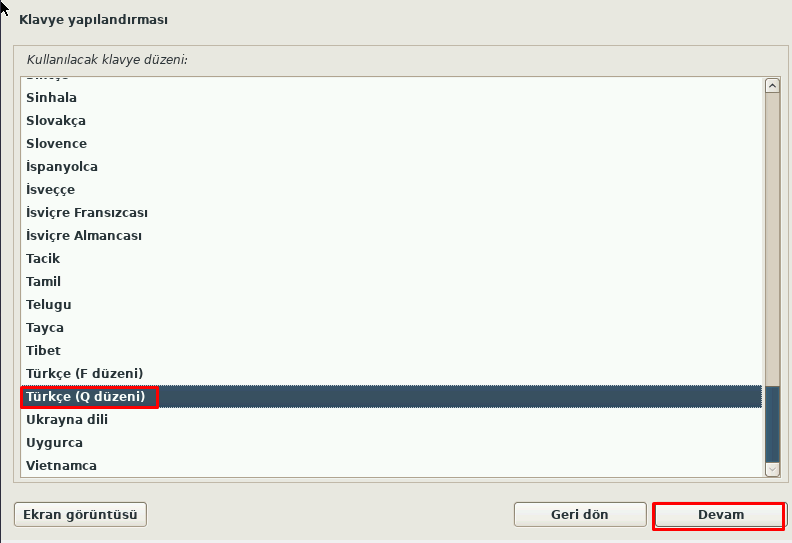 Klavye yapılandırması
Kullanılacak klavye düzeni:
Sinhala
Slovakça
Slovence
İspanyolca
İsveççe
İsviçre Fransızcası
İsviçre Almancası
Tacik
Tamil
Telugu
Tayca
Tibet
Türkçe (F düzeni)
Türkçe (Q düzeni)
Ukrayna dili
Uygurca
Vietnamca
Ekran görüntüsü
Geri dön
Devam